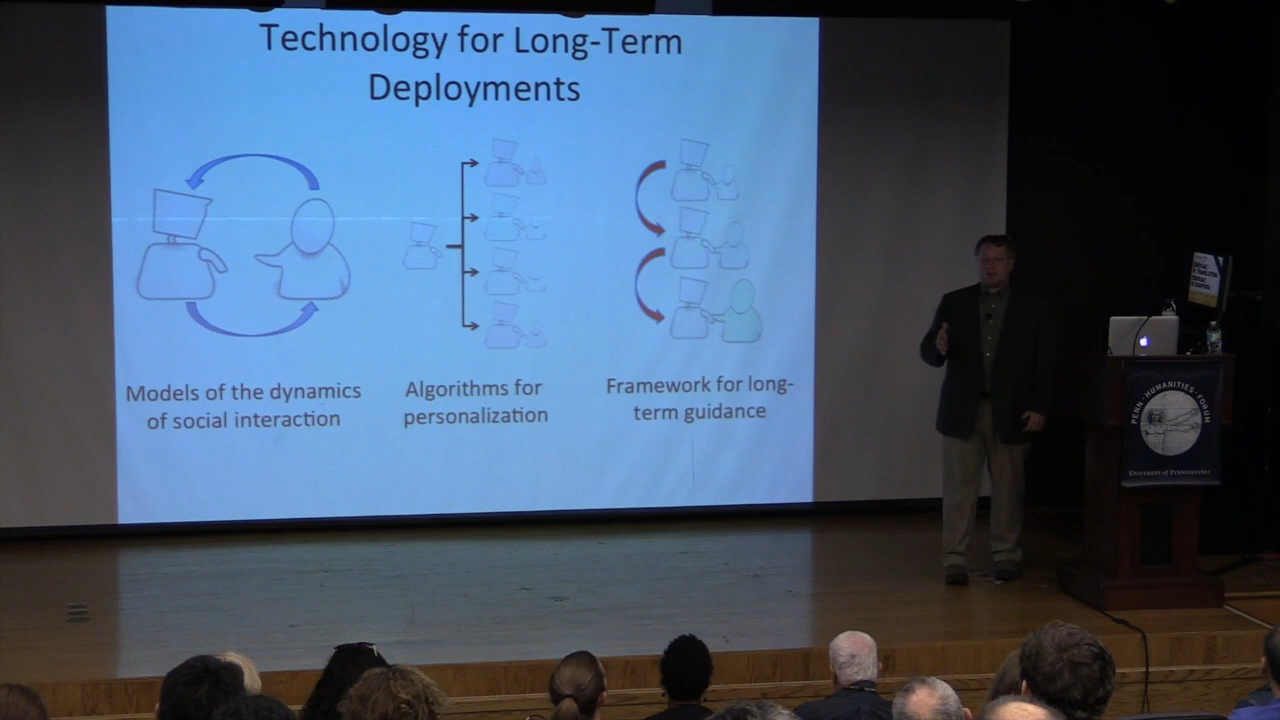 Technology for Long-Term
Deployments
Models of the dynamics
of social interaction
Algorithms for
personalization
Framework for long-
term guidance
PENN · HUMANITIES · FORUM
UNIVERSITY of PENNSYLVANIA